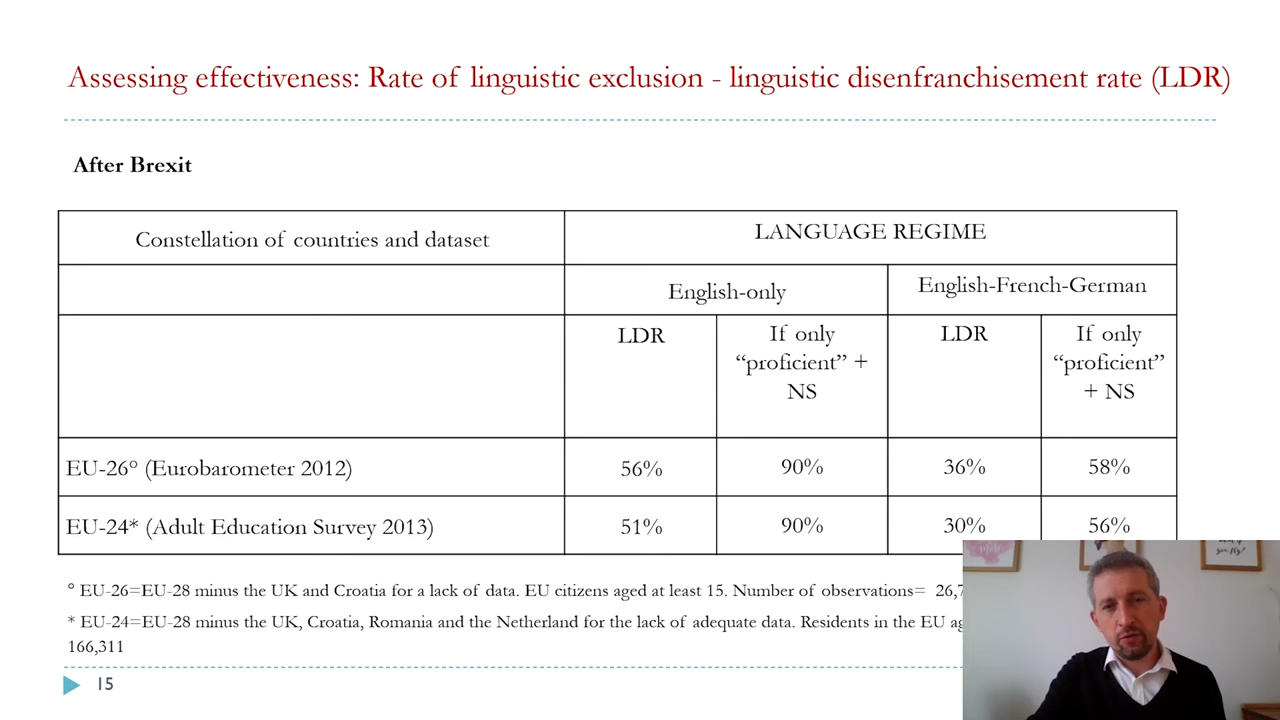 Assessing effectiveness: Rate of linguistic exclusion - linguistic disenfranchisement rate (LDR)
After Brexit
Constellation of countries and dataset
LANGUAGE REGIME
English-only
English-French-German
LDR
If only
“proficient” +
NS
LDR
If only
“proficient”
+ NS
EU-26° (Eurobarometer 2012)
56%
90%
36%
58%
EU-24* (Adult Education Survey 2013)
51%
90%
30%
56%
° EU-26=EU-28 minus the UK and Croatia for a lack of data. EU citizens aged at least 15. Number of observations= 26,7
* EU-24=EU-28 minus the UK, Croatia, Romania and the Netherland for the lack of adequate data. Residents in the EU
166,311
15